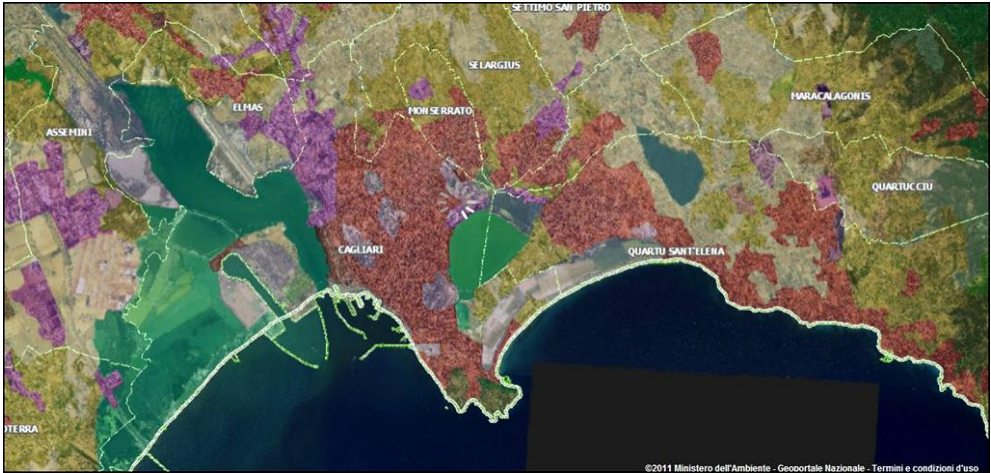 SETTIMO SAN PIETRO
SELARGIUS
MARACALAGONIS
ELMAS
MONSERRATO
ASSEMINI
QUARTUCCIU
CAGLIARI
QUARTU SANT'ELENA
OTERRA
©2011 Ministero dell'Ambiente - Geoportale Nazionale - Termini e condizioni d'uso